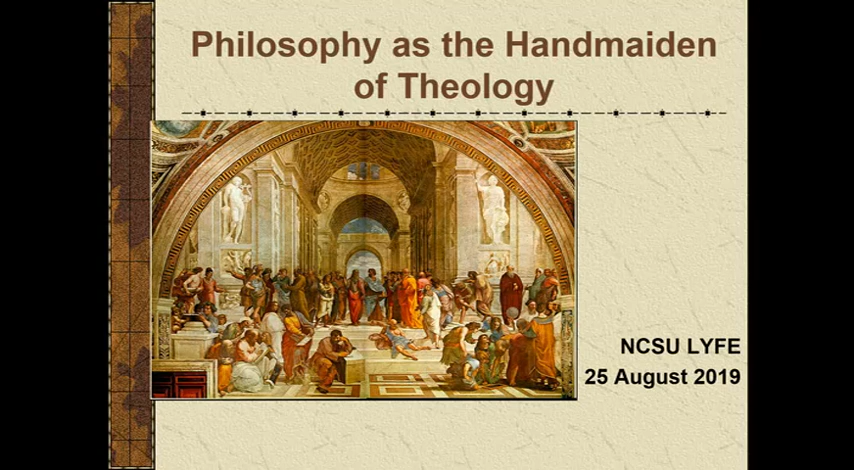 Philosophy as the Handmaiden
of Theology
NCSU LYFE
25 August 2019